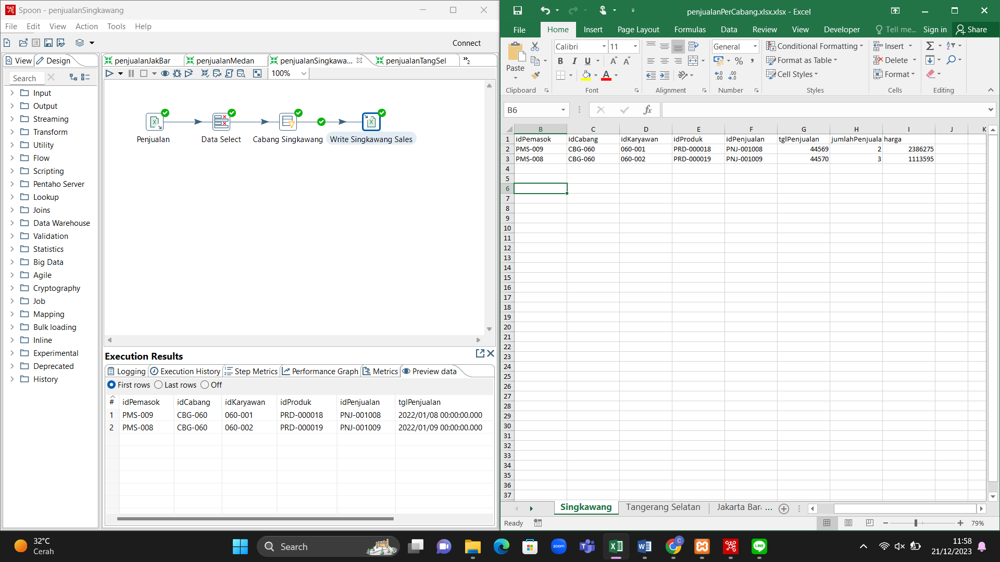 Spoon - penjualanSingkawang
File Edit View Action Tools Help
Connect
View Design
Search
Input
Output
Streaming
Transform
Utility
Flow
Scripting
Pentaho Server
Lookup
Joins
Data Warehouse
Validation
Statistics
Big Data
Agile
Cryptography
Job
Mapping
Bulk loading
Inline
Experimental
Deprecated
History
penjualanJakBar penjualanMedan penjualanSingkawa... penjualanTangSel »2
100%
Penjualan Data Select Cabang Singkawang Write Singkawang Sales
Execution Results
Logging Execution History Step Metrics Performance Graph Metrics Preview data
First rows Last rows Off
# idPemasok idCabang idKaryawan idProduk idPenjualan tglPenjualan
1 PMS-009 CBG-060 060-001 PRD-000018 PNJ-001008 2022/01/08 00:00:00.000
2 PMS-008 CBG-060 060-002 PRD-000019 PNJ-001009 2022/01/09 00:00:00.000
penjualanPerCabang.xlsx.xlsx - Excel
File Home Insert Page Layout Formulas Data Review View Developer Tell me... Sign in Share
Paste
Calibri 11
B I U
General
Conditional Formatting
Format as Table
Cell Styles
Insert
Delete
Format
Clipboard Font Alignment Number Styles Cells Editing
B6 fx
B C D E F G H I J K
1 idPemasok idCabang idKaryawan idProduk idPenjualan tglPenjualan jumlahPenjuala harga
2 PMS-009 CBG-060 060-001 PRD-000018 PNJ-001008 44569 2 2386275
3 PMS-008 CBG-060 060-002 PRD-000019 PNJ-001009 44570 3 1113595
4
5
6
7
8
9
10
11
12
13
14
15
16
17
18
19
20
21
22
23
24
25
26
27
28
29
30
31
32
33
34
35
36
37
Singkawang Tangerang Selatan Jakarta Bar ...
Ready 79%
32°C
Cerah
Search
zoom
11:58
21/12/2023